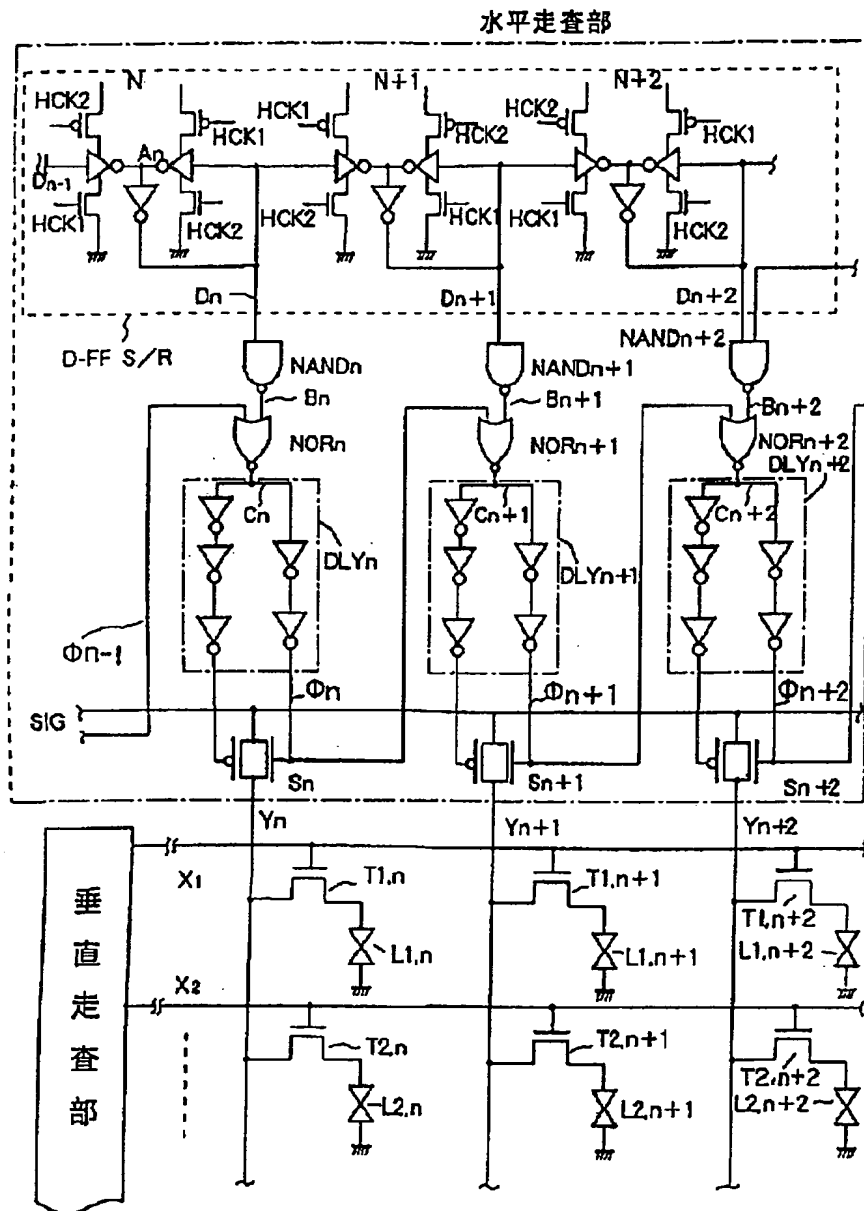 水平走査部
N N+1 N+2
HCK2 HCK1 HCK1 HCK2 HCK2 HCK1
An
Dn-1
HCK1 HCK2 HCK2 HCK1 HCK1 HCK2
Dn Dn+1 Dn+2
D-FF S/R
NANDn NANDn+1 NANDn+2
Bn Bn+1 Bn+2
NORn NORn+1 NORn+2
Cn Cn+1 Cn+2
DLYn DLYn+1 DLYn+2
Φn-1 Φn Φn+1 Φn+2
SIG
Sn Sn+1 Sn+2
Yn Yn+1 Yn+2
垂直走査部
X1
T1,n T1,n+1 T1,n+2
L1,n L1,n+1 L1,n+2
X2
T2,n T2,n+1 T2,n+2
L2,n L2,n+1 L2,n+2